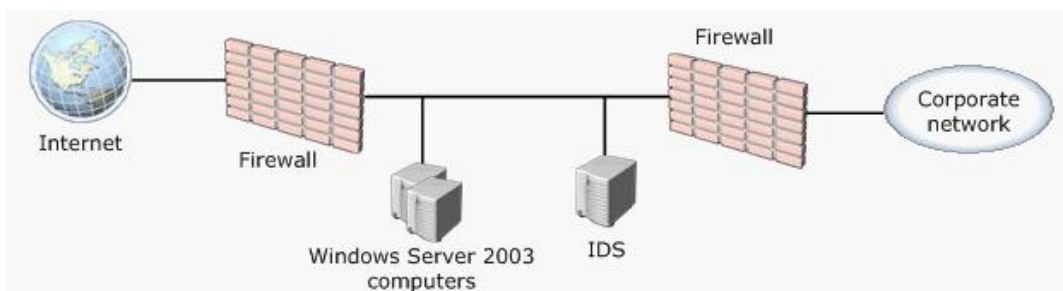 Internet
Firewall
Windows Server 2003
computers
IDS
Firewall
Corporate
network